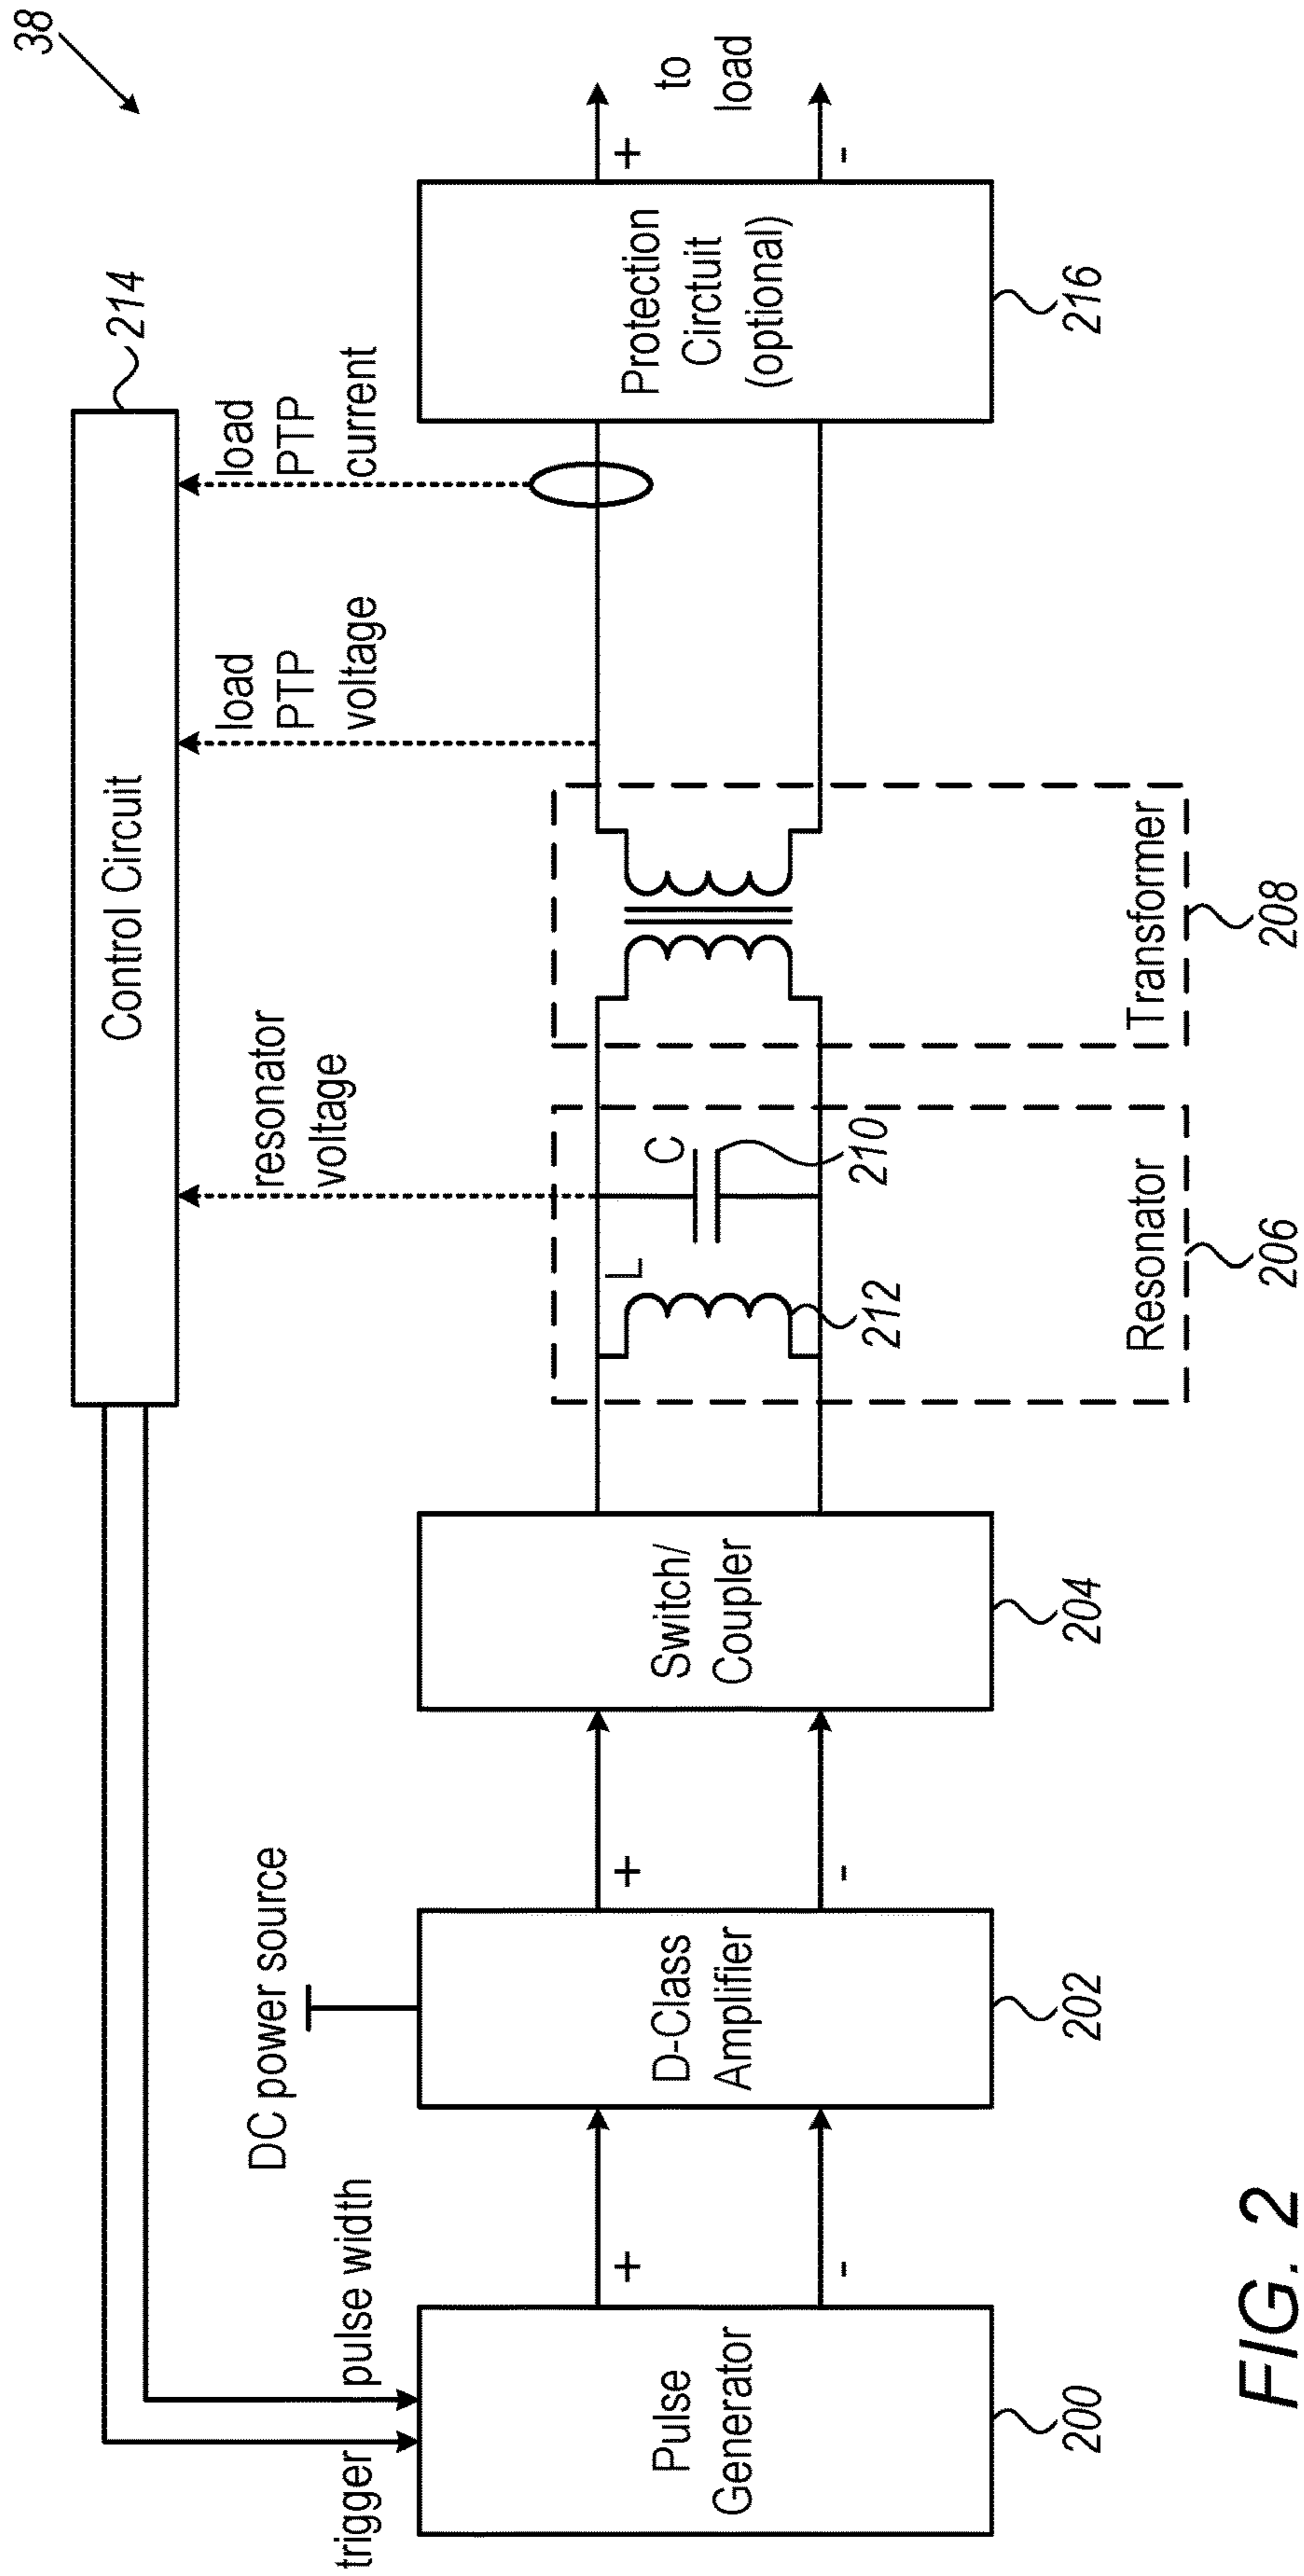 38
214
Control Circuit
DC power source
trigger
pulse width
resonator
voltage
load
PTP
voltage
load
PTP
current
Pulse
Generator
200
+
-
D-Class
Amplifier
202
+
-
Switch/
Coupler
204
L
212
C
210
Resonator
206
Transformer
208
Protection
Circtuit
(optional)
216
+
-
to
load
FIG. 2